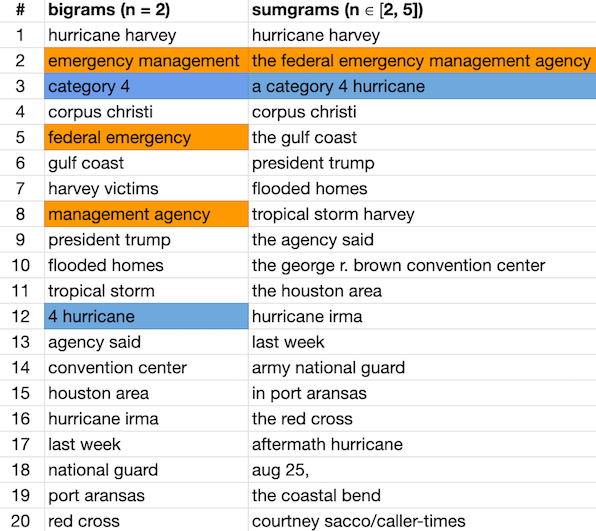 # bigrams (n = 2) sumgrams (n ∈ [2, 5])
1 hurricane harvey hurricane harvey
2 emergency management the federal emergency management agency
3 category 4 a category 4 hurricane
4 corpus christi corpus christi
5 federal emergency the gulf coast
6 gulf coast president trump
7 harvey victims flooded homes
8 management agency tropical storm harvey
9 president trump the agency said
10 flooded homes the george r. brown convention center
11 tropical storm the houston area
12 4 hurricane hurricane irma
13 agency said last week
14 convention center army national guard
15 houston area in port aransas
16 hurricane irma the red cross
17 last week aftermath hurricane
18 national guard aug 25,
19 port aransas the coastal bend
20 red cross courtney sacco/caller-times